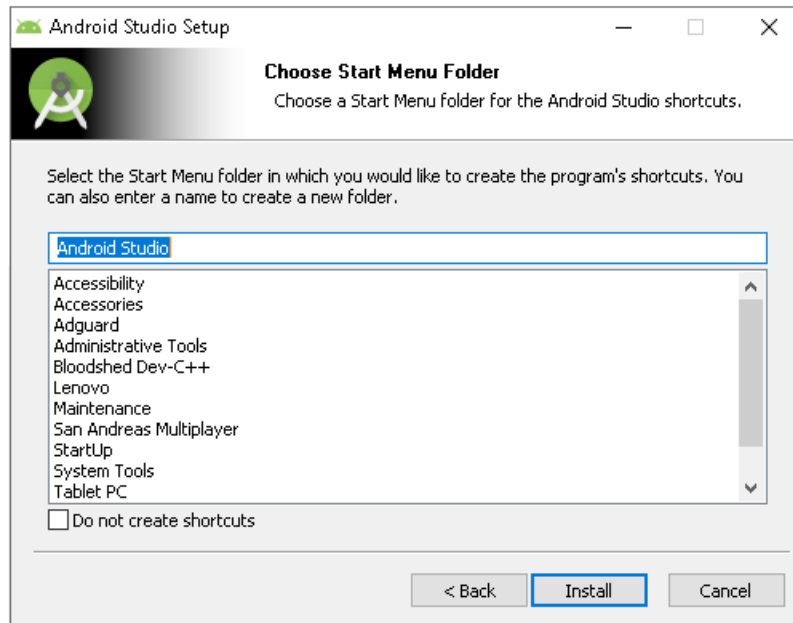 Android Studio Setup
Choose Start Menu Folder
Choose a Start Menu folder for the Android Studio shortcuts.
Select the Start Menu folder in which you would like to create the program's shortcuts. You
can also enter a name to create a new folder.
Android Studio
Accessibility
Accessories
Adguard
Administrative Tools
Bloodshed Dev-C++
Lenovo
Maintenance
San Andreas Multiplayer
StartUp
System Tools
Tablet PC
Do not create shortcuts
< Back Install Cancel